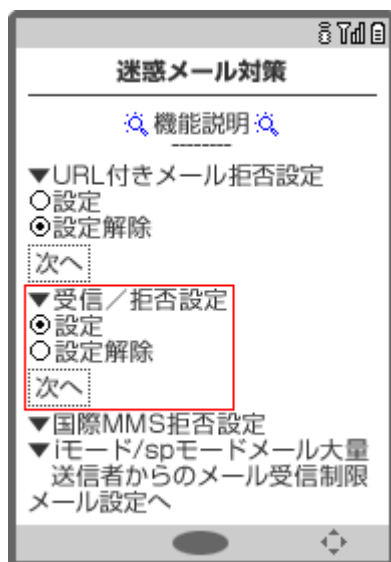 迷惑メール対策
機能説明
▼URL付きメール拒否設定
○設定
◉設定解除
次へ
▼受信／拒否設定
◉設定
○設定解除
次へ
▼国際MMS拒否設定
▼iモード/spモードメール大量
送信者からのメール受信制限
メール設定へ